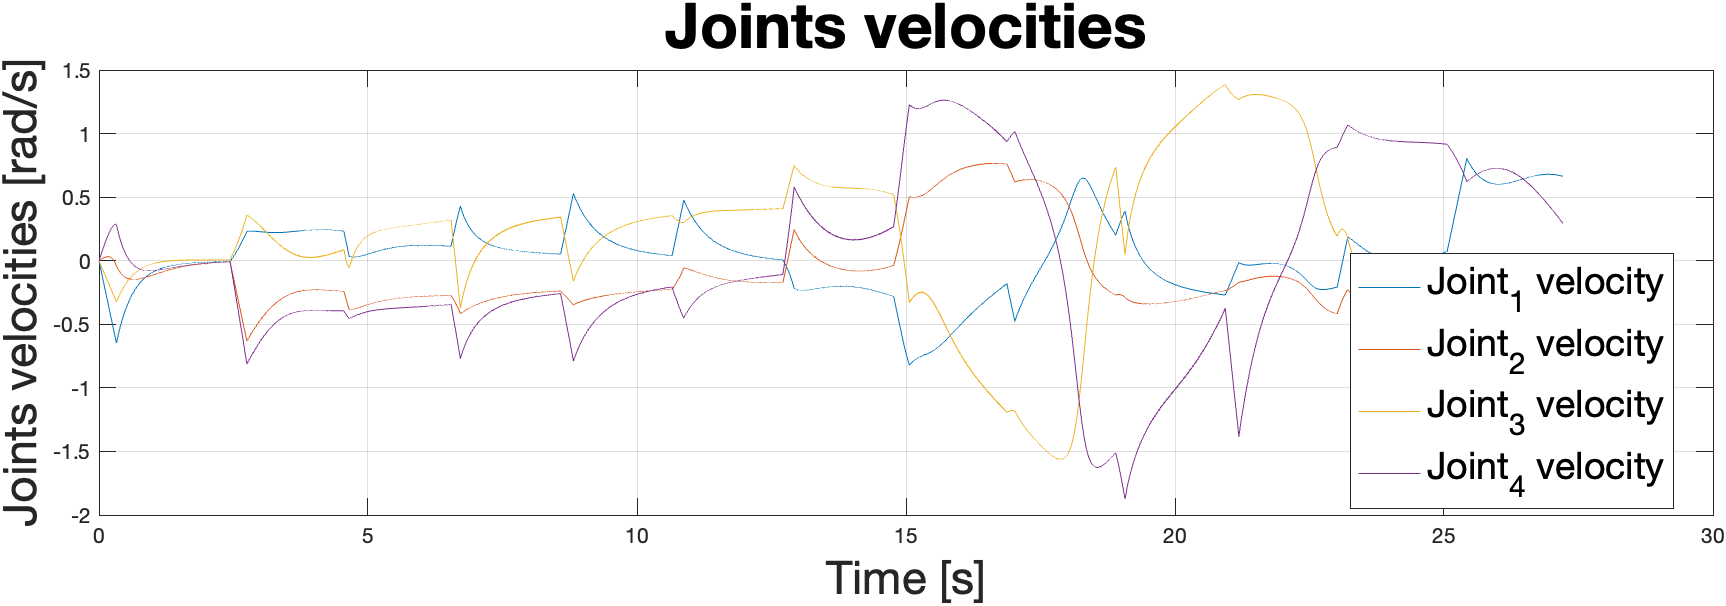 Joints velocities
Joints velocities [rad/s]
1.5
1
0.5
0
-0.5
-1
-1.5
-2
Joint1 velocity
Joint2 velocity
Joint3 velocity
Joint4 velocity
0 5 10 15 20 25 30
Time [s]